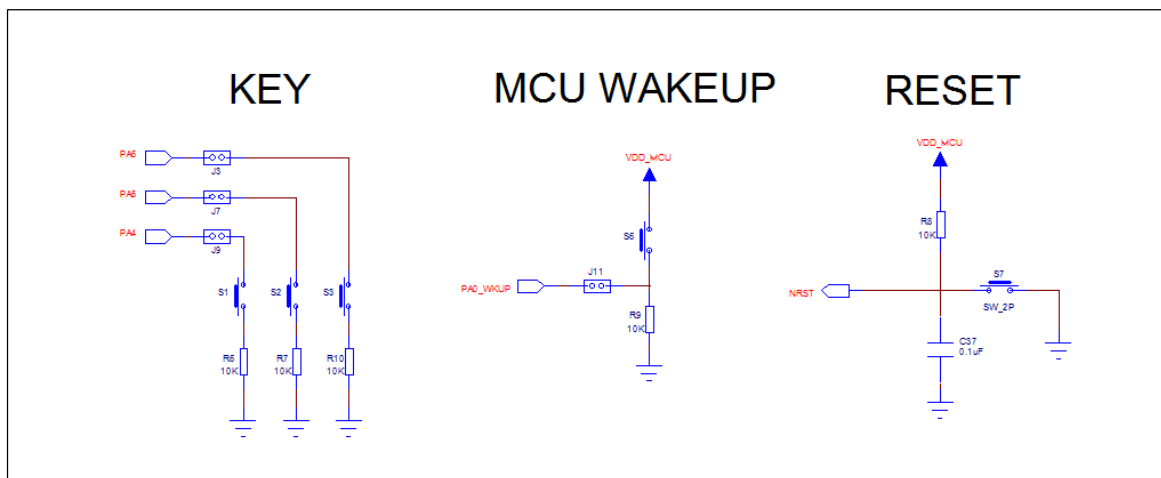 KEY
MCU WAKEUP
RESET
PA6
J3
PA5
J7
PA4
J9
S1
S2
S3
R6
10K
R7
10K
R10
10K
VDD_MCU
S6
J11
PA0_WKUP
R9
10K
VDD_MCU
R8
10K
S7
NRST
SW_2P
C37
0.1uF